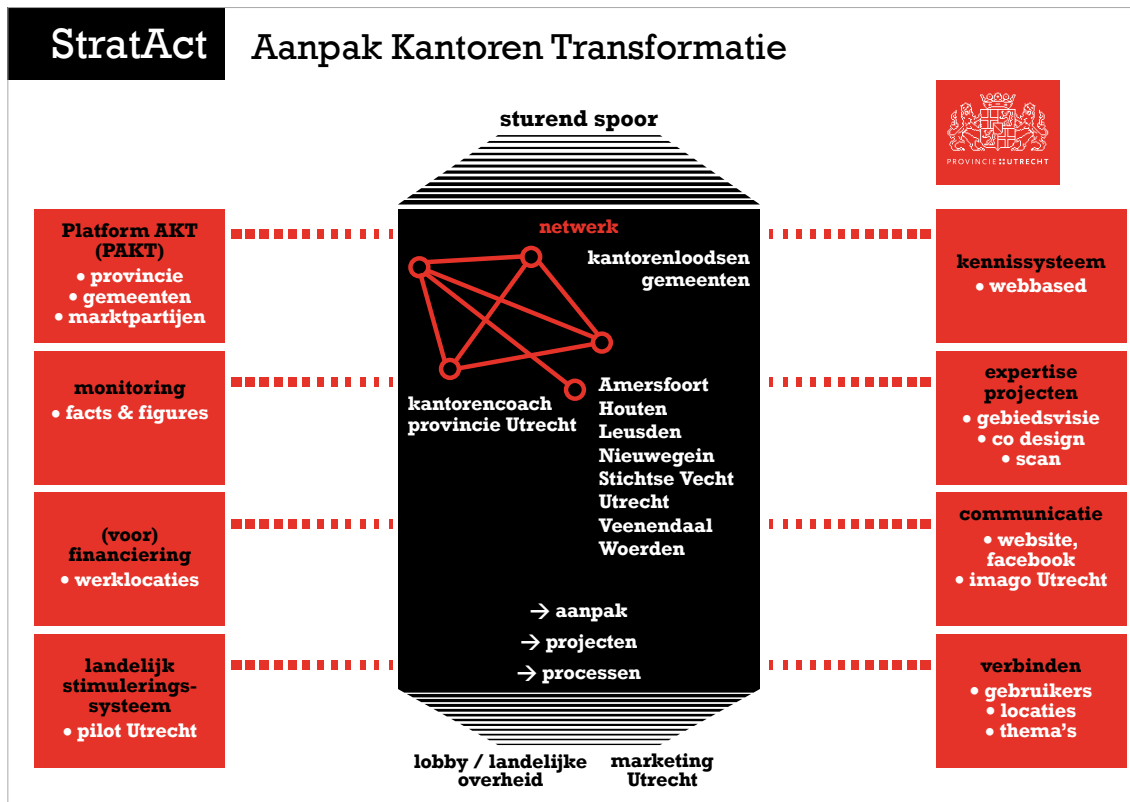 StratAct
Aanpak Kantoren Transformatie
sturend spoor
PROVINCIE UTRECHT
Platform AKT
(PAKT)
• provincie
• gemeenten
• marktpartijen
monitoring
• facts & figures
(voor)
financiering
• werklocaties
landelijk
stimulerings-
systeem
• pilot Utrecht
netwerk
kantorenloodsen
gemeenten
kantorencoach
provincie Utrecht
Amersfoort
Houten
Leusden
Nieuwegein
Stichtse Vecht
Utrecht
Veenendaal
Woerden
→ aanpak
→ projecten
→ processen
lobby / landelijke
overheid
marketing
Utrecht
kennissysteem
• webbased
expertise
projecten
• gebiedsvisie
• co design
• scan
communicatie
• website,
facebook
• imago Utrecht
verbinden
• gebruikers
• locaties
• thema's